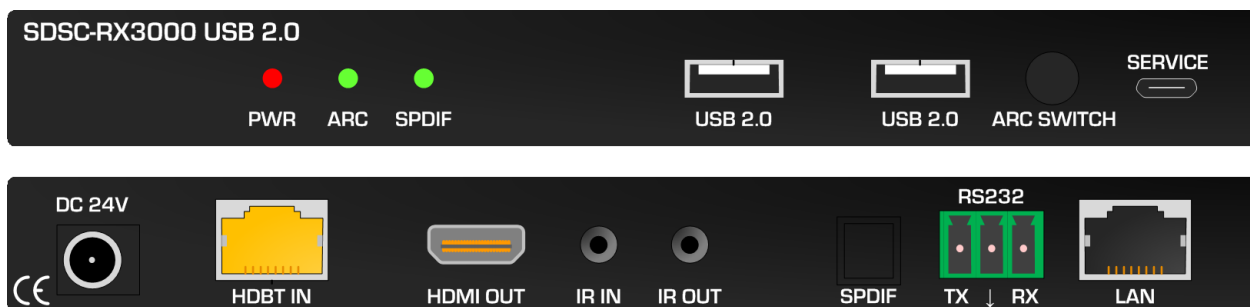 SDSC-RX3000 USB 2.0
SERVICE
PWR ARC SPDIF USB 2.0 USB 2.0 ARC SWITCH
DC 24V RS232
CE HDBT IN HDMI OUT IR IN IR OUT SPDIF TX ↓ RX LAN